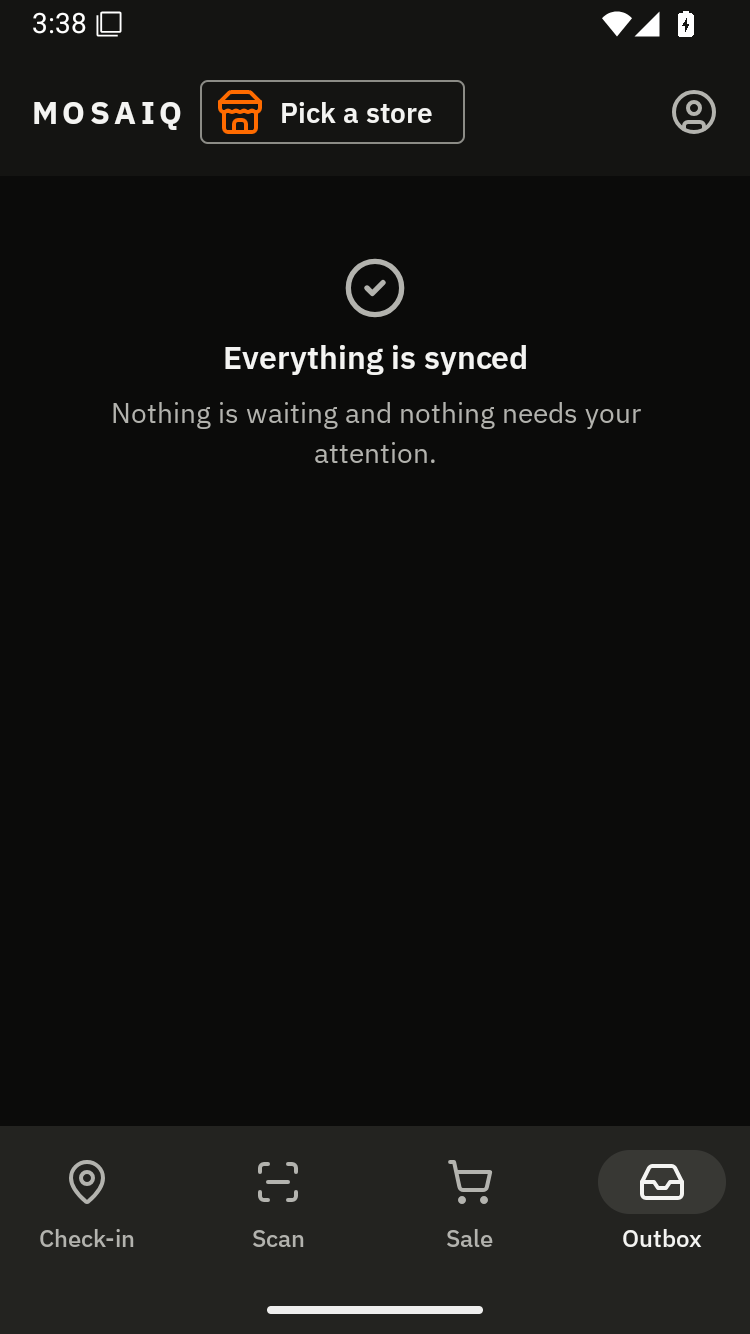 3:38
MOSAIQ
Pick a store
Everything is synced
Nothing is waiting and nothing needs your
attention.
Check-in
Scan
Sale
Outbox